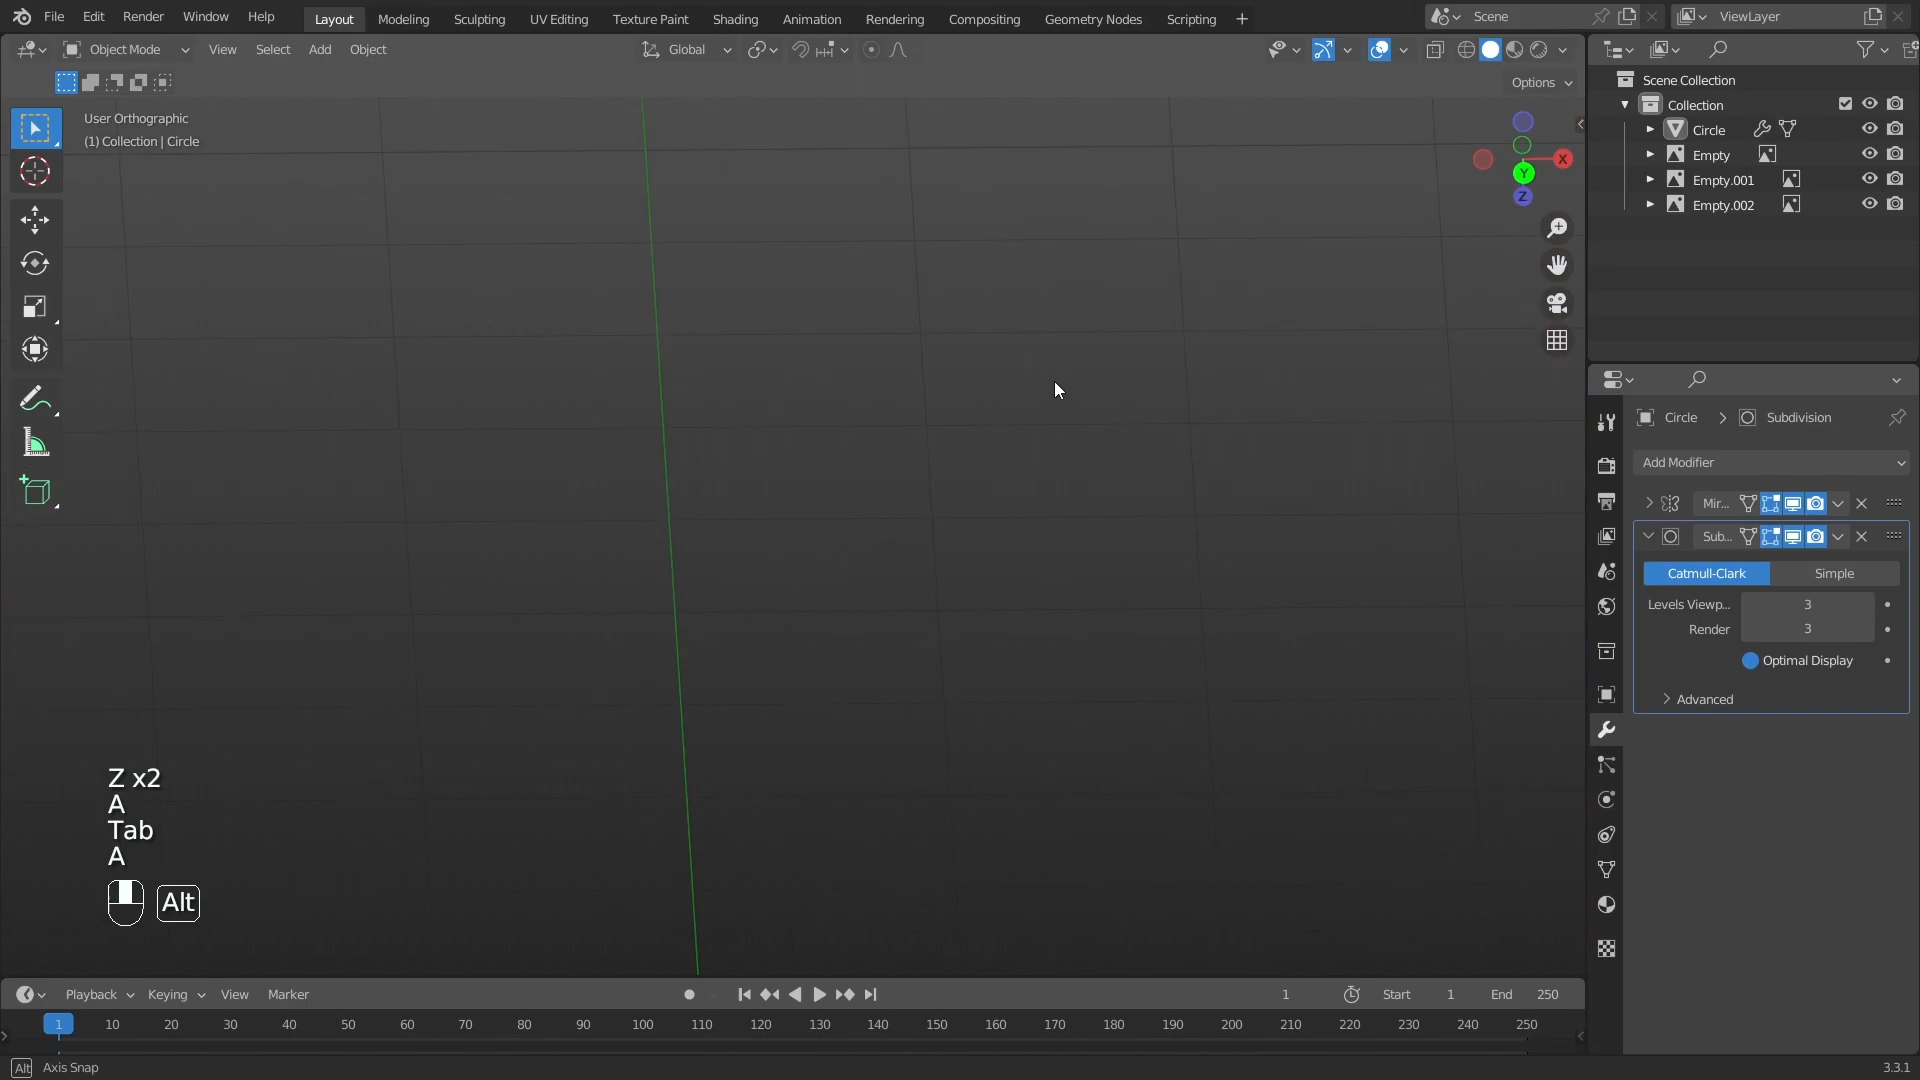 File Edit Render Window Help Layout Modeling Sculpting UV Editing Texture Paint Shading Animation Rendering Compositing Geometry Nodes Scripting Scene ViewLayer
Object Mode View Select Add Object Global
Options
User Orthographic
(1) Collection | Circle
X
Y
Z
Scene Collection
Collection
Circle
Empty
Empty.001
Empty.002
Circle Subdivision
Add Modifier
Mir...
Sub...
Catmull-Clark Simple
Levels Viewp... 3
Render 3
Optimal Display
Advanced
Z x2
A
Tab
A
Alt
Playback Keying View Marker 1 Start 1 End 250
1 10 20 30 40 50 60 70 80 90 100 110 120 130 140 150 160 170 180 190 200 210 220 230 240 250
Alt Axis Snap 3.3.1